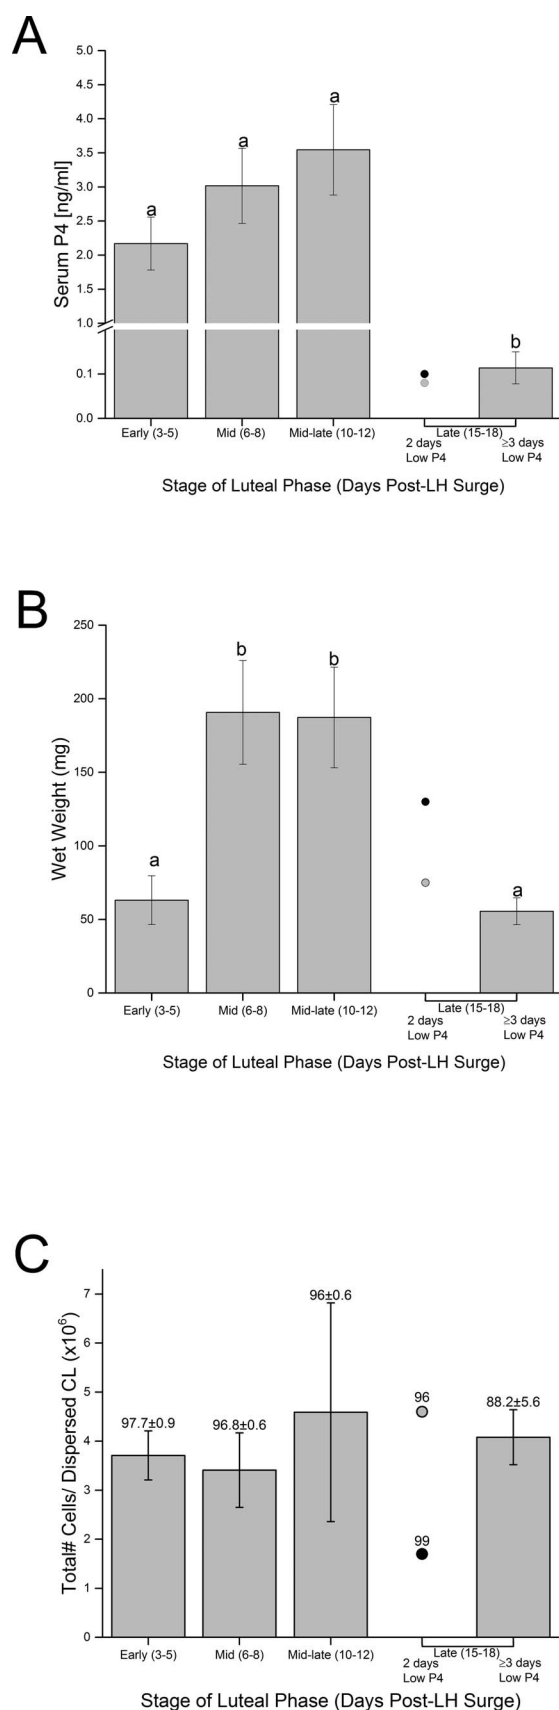 A
5.0
4.5
4.0
3.5
3.0
2.5
2.0
1.5
1.0
0.1
0.0
Serum P4 [ng/ml]
a
a
a
b
Early (3-5)
Mid (6-8)
Mid-late (10-12)
Late (15-18)
2 days
Low P4
≥3 days
Low P4
Stage of Luteal Phase (Days Post-LH Surge)
B
250
200
150
100
50
0
Wet Weight (mg)
a
b
b
a
Early (3-5)
Mid (6-8)
Mid-late (10-12)
Late (15-18)
2 days
Low P4
≥3 days
Low P4
Stage of Luteal Phase (Days Post-LH Surge)
C
7
6
5
4
3
2
1
0
Total# Cells/ Dispersed CL (x10⁶)
97.7±0.9
96.8±0.6
96±0.6
96
99
88.2±5.6
Early (3-5)
Mid (6-8)
Mid-late (10-12)
Late (15-18)
2 days
Low P4
≥3 days
Low P4
Stage of Luteal Phase (Days Post-LH Surge)